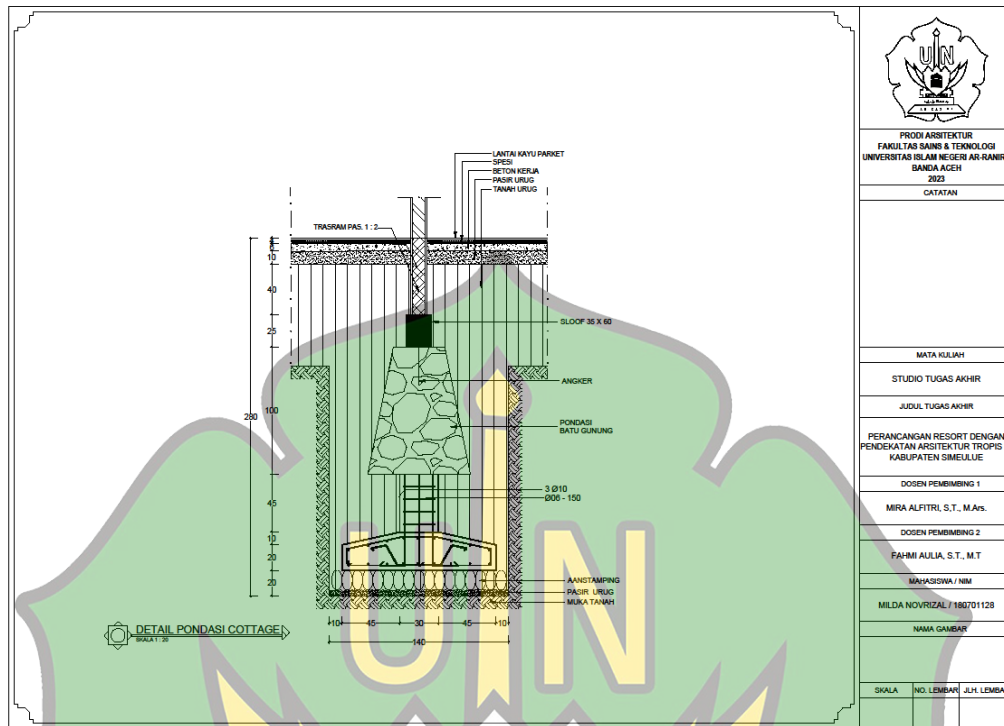 LANTAI KAYU PARKET
SPESI
BETON KERJA
PASIR URUG
TANAH URUG
TRASRAM PAS. 1 : 2
10
40
25
100
280
45
10
20
20
SLOOF 35 X 60
ANGKER
PONDASI
BATU GUNUNG
3 Ø10
Ø06 - 150
AANSTAMPING
PASIR URUG
MUKA TANAH
10 45 30 45 10
140
DETAIL PONDASI COTTAGE
SKALA 1 : 20
UIN
PRODI ARSITEKTUR
FAKULTAS SAINS & TEKNOLOGI
UNIVERSITAS ISLAM NEGERI AR-RANIR
BANDA ACEH
2023
CATATAN
MATA KULIAH
STUDIO TUGAS AKHIR
JUDUL TUGAS AKHIR
PERANCANGAN RESORT DENGAN
PENDEKATAN ARSITEKTUR TROPIS
KABUPATEN SIMEULUE
DOSEN PEMBIMBING 1
MIRA ALFITRI, S,T., M.Ars.
DOSEN PEMBIMBING 2
FAHMI AULIA, S.T., M.T
MAHASISWA / NIM
MILDA NOVRIZAL / 180701128
NAMA GAMBAR
SKALA NO. LEMBAR JLH. LEMBA
UIN